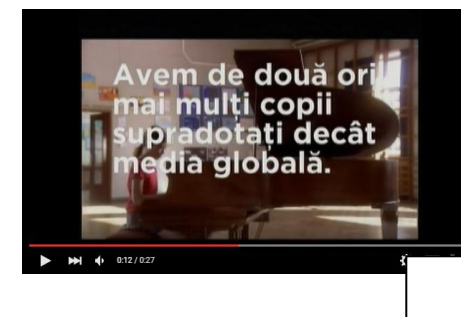 Avem de două ori
mai mulți copii
supradotați decât
media globală.
0:12 / 0:27